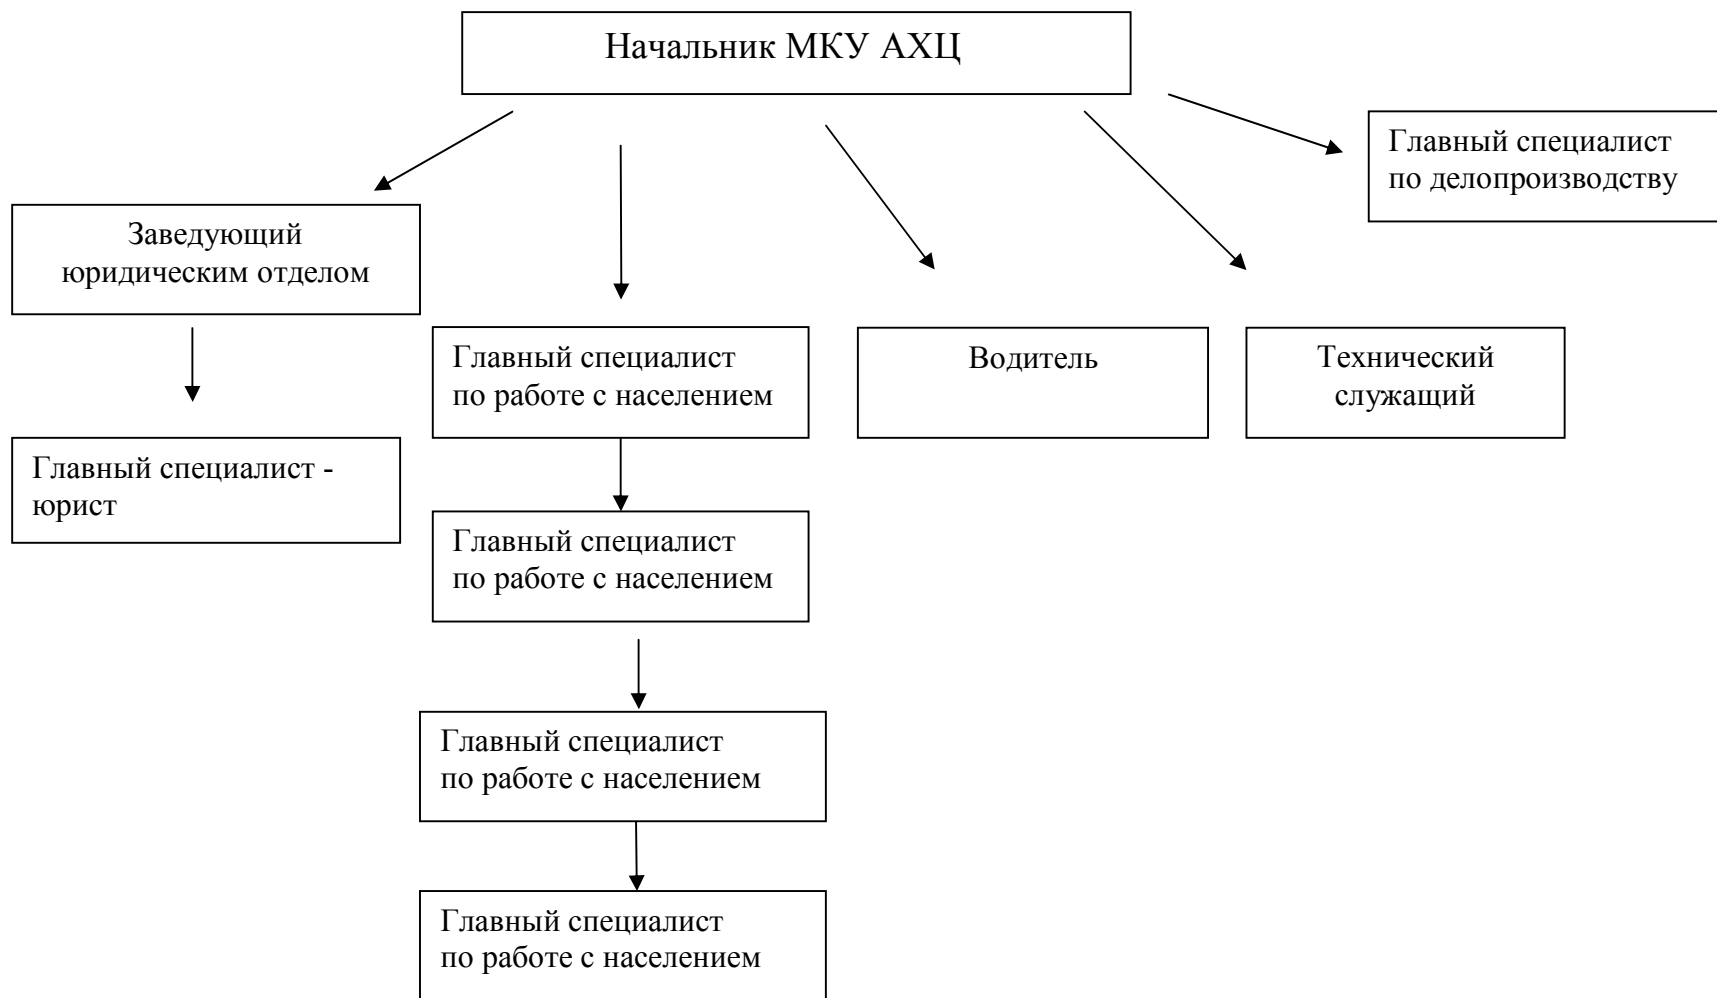 Начальник МКУ АХЦ
Главный специалист
по делопроизводству
Заведующий
юридическим отделом
Главный специалист
по работе с населением
Водитель
Технический
служащий
Главный специалист -
юрист
Главный специалист
по работе с населением
Главный специалист
по работе с населением
Главный специалист
по работе с населением